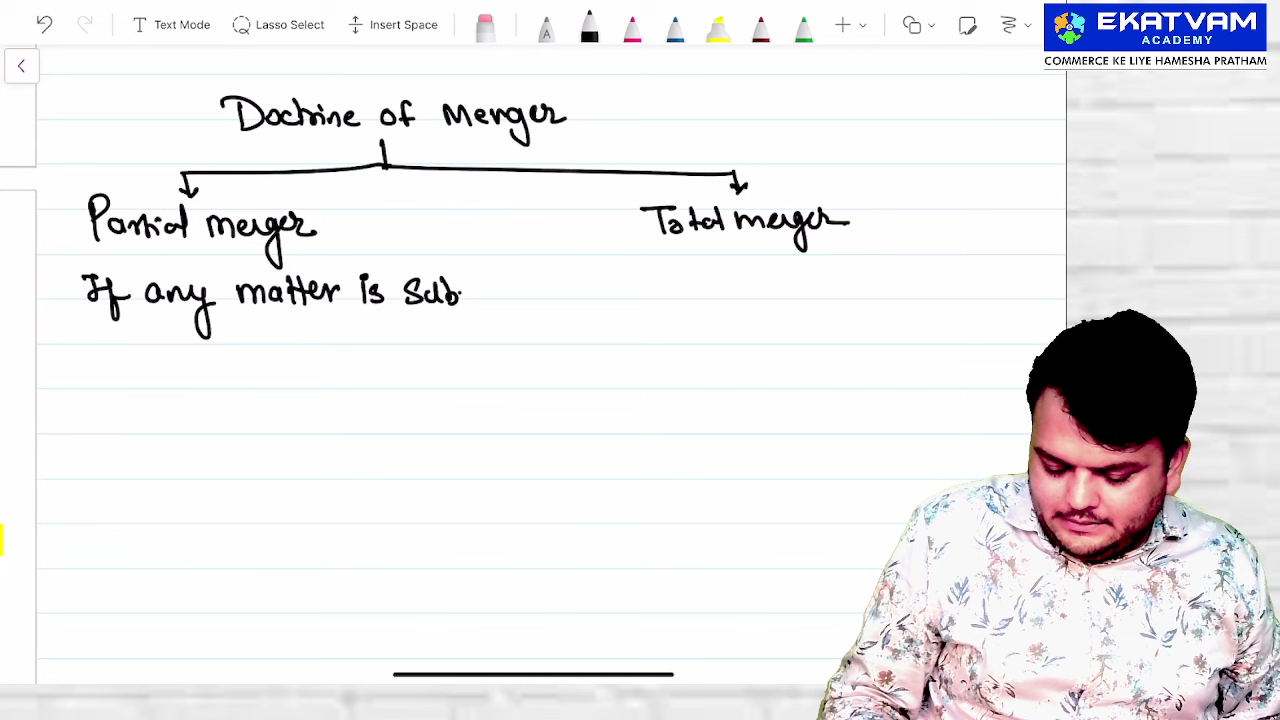 Text Mode Lasso Select Insert Space
A
EKATVAM
ACADEMY
COMMERCE KE LIYE HAMESHA PRATHAM
Doctrine of Merger
Partial merger Total merger
If any matter is sub